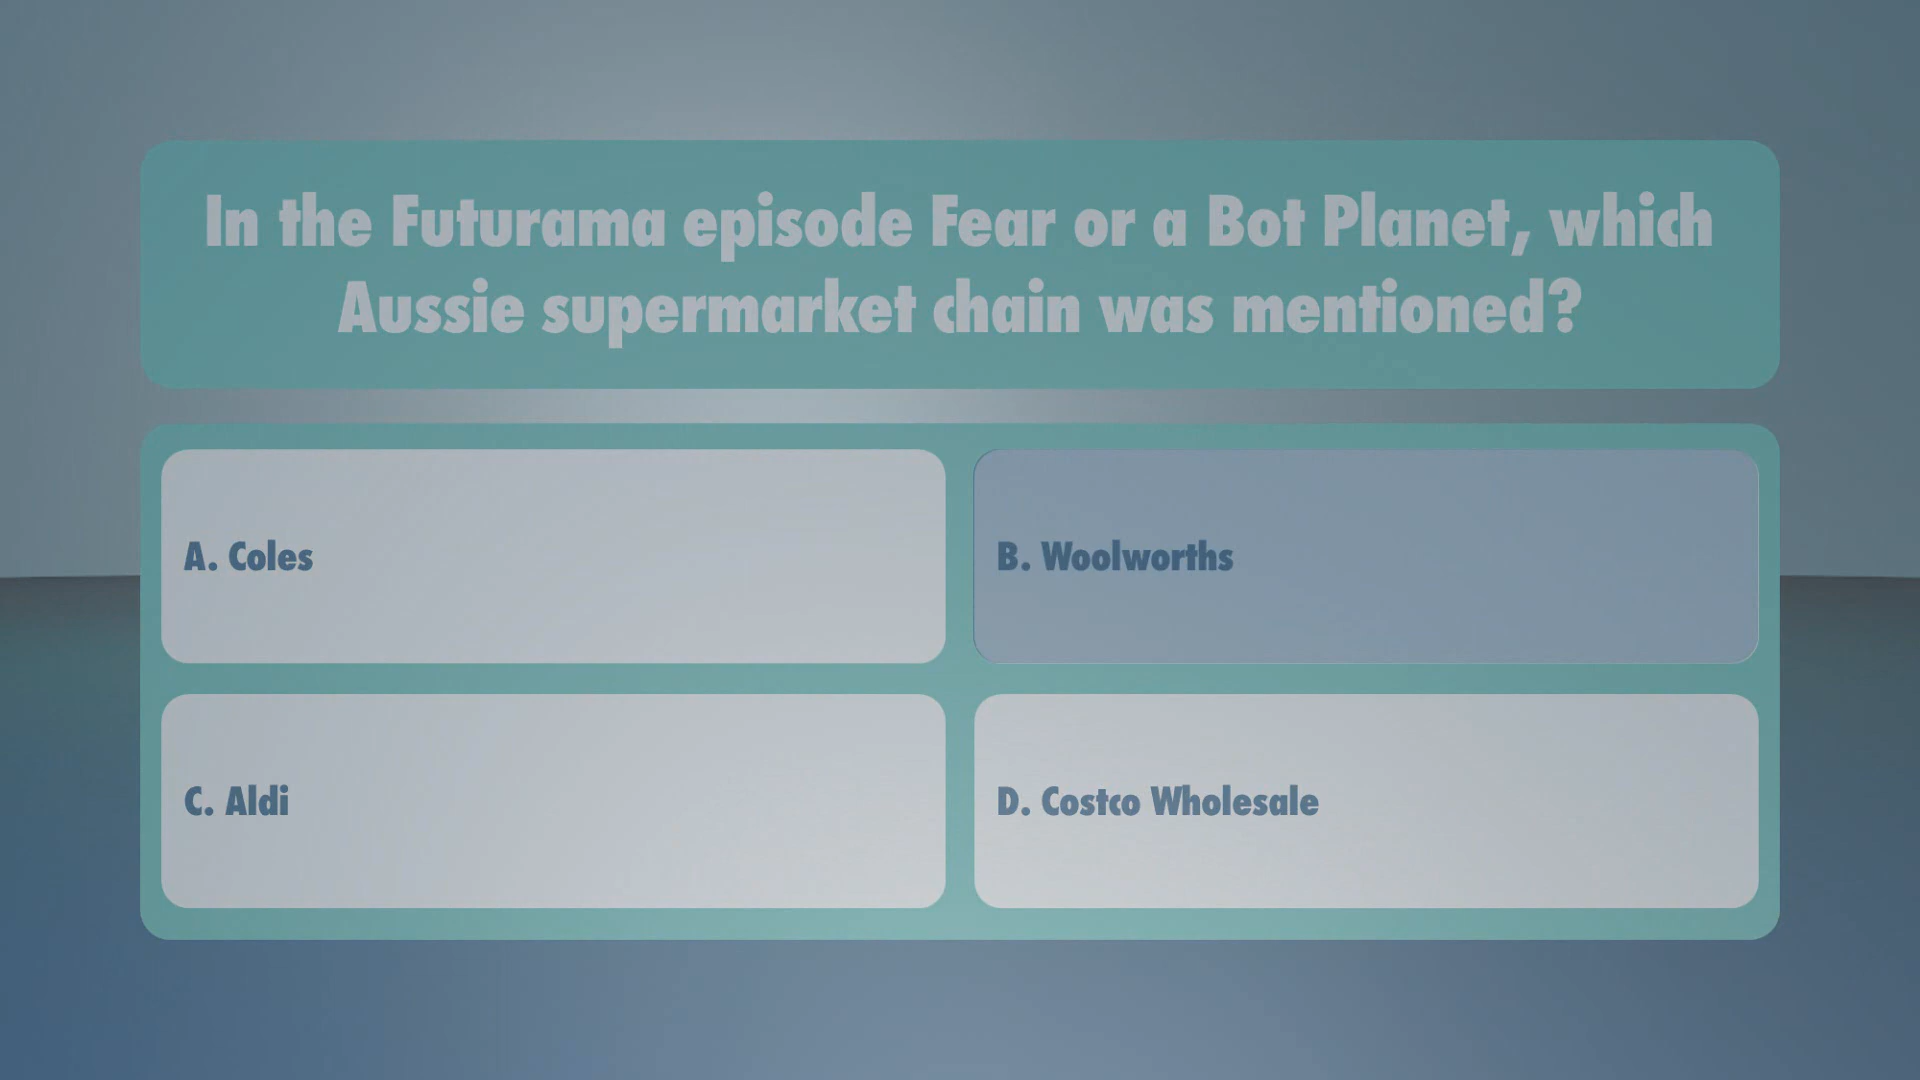 In the Futurama episode Fear or a Bot Planet, which
Aussie supermarket chain was mentioned?
A. Coles
B. Woolworths
C. Aldi
D. Costco Wholesale